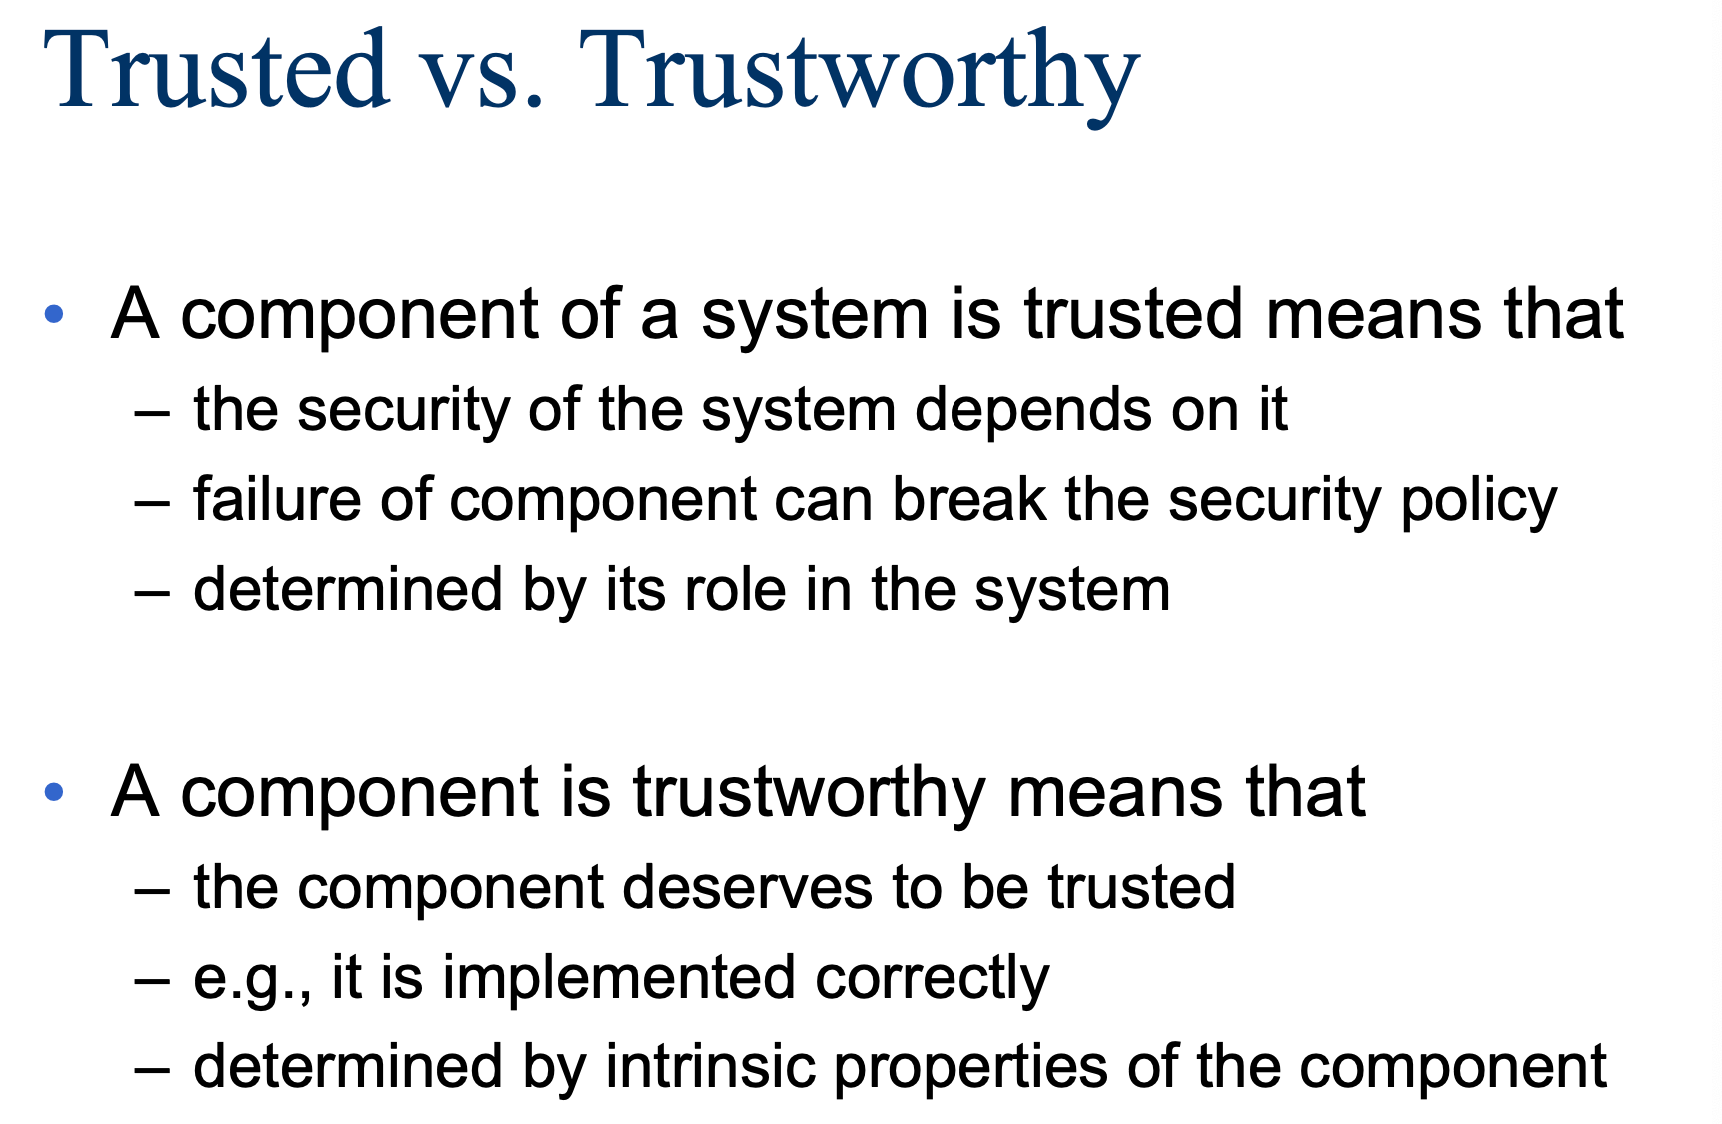 Trusted vs. Trustworthy
• A component of a system is trusted means that
– the security of the system depends on it
– failure of component can break the security policy
– determined by its role in the system
• A component is trustworthy means that
– the component deserves to be trusted
– e.g., it is implemented correctly
– determined by intrinsic properties of the component